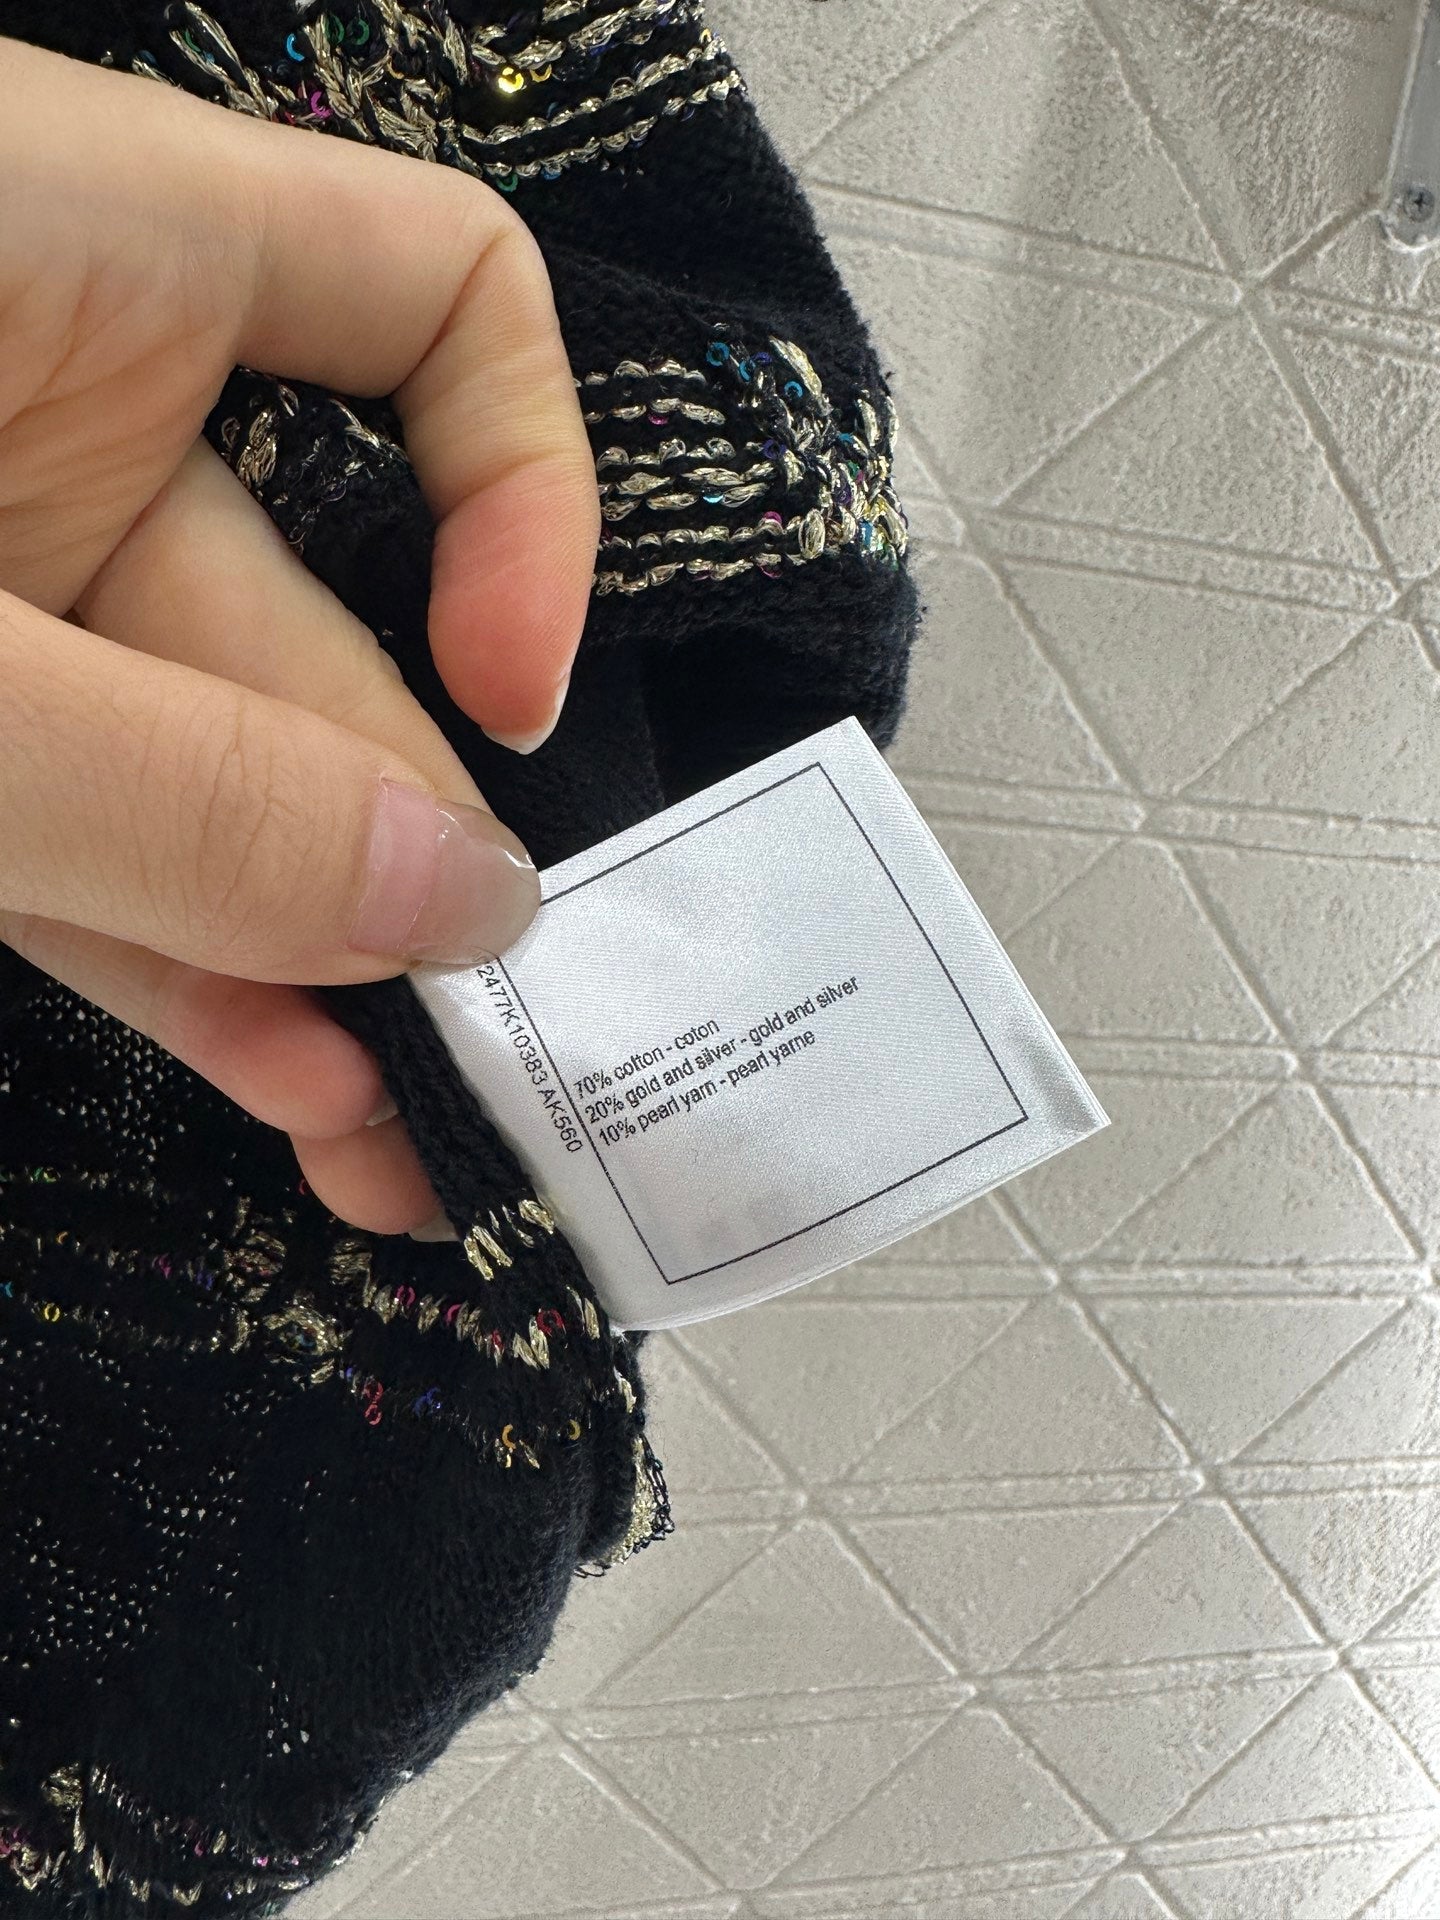 70% cotton - coton
20% gold and silver - gold and silver
10% pearl yarn - pearl yarne
2477K10383 AK560